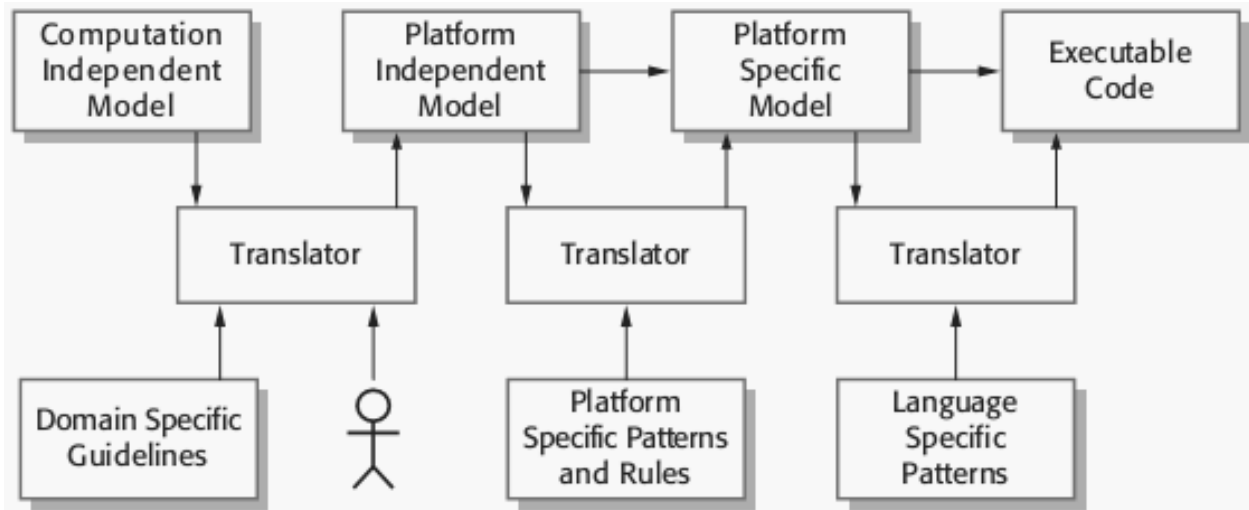 Computation
Independent
Model
Platform
Independent
Model
Platform
Specific
Model
Executable
Code
Translator
Translator
Translator
Domain Specific
Guidelines
Platform
Specific Patterns
and Rules
Language
Specific
Patterns